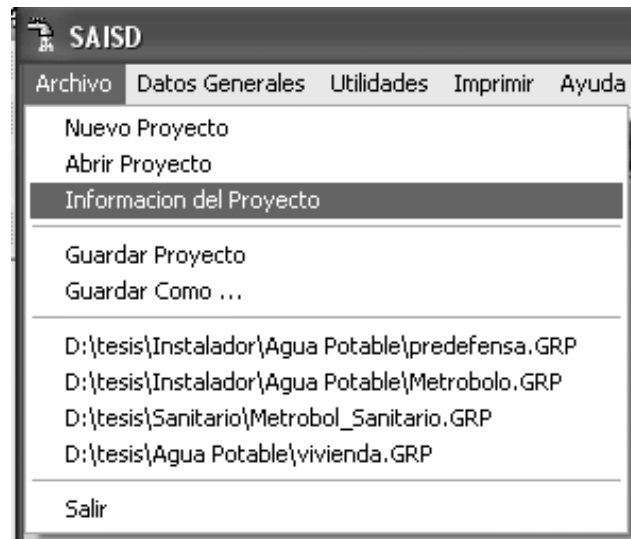 SAISD
Archivo Datos Generales Utilidades Imprimir Ayuda
Nuevo Proyecto
Abrir Proyecto
Informacion del Proyecto
Guardar Proyecto
Guardar Como ...
D:\tesis\Instalador\Agua Potable\predefensa.GRP
D:\tesis\Instalador\Agua Potable\Metrobolo.GRP
D:\tesis\Sanitario\Metrobol_Sanitario.GRP
D:\tesis\Agua Potable\vivienda.GRP
Salir